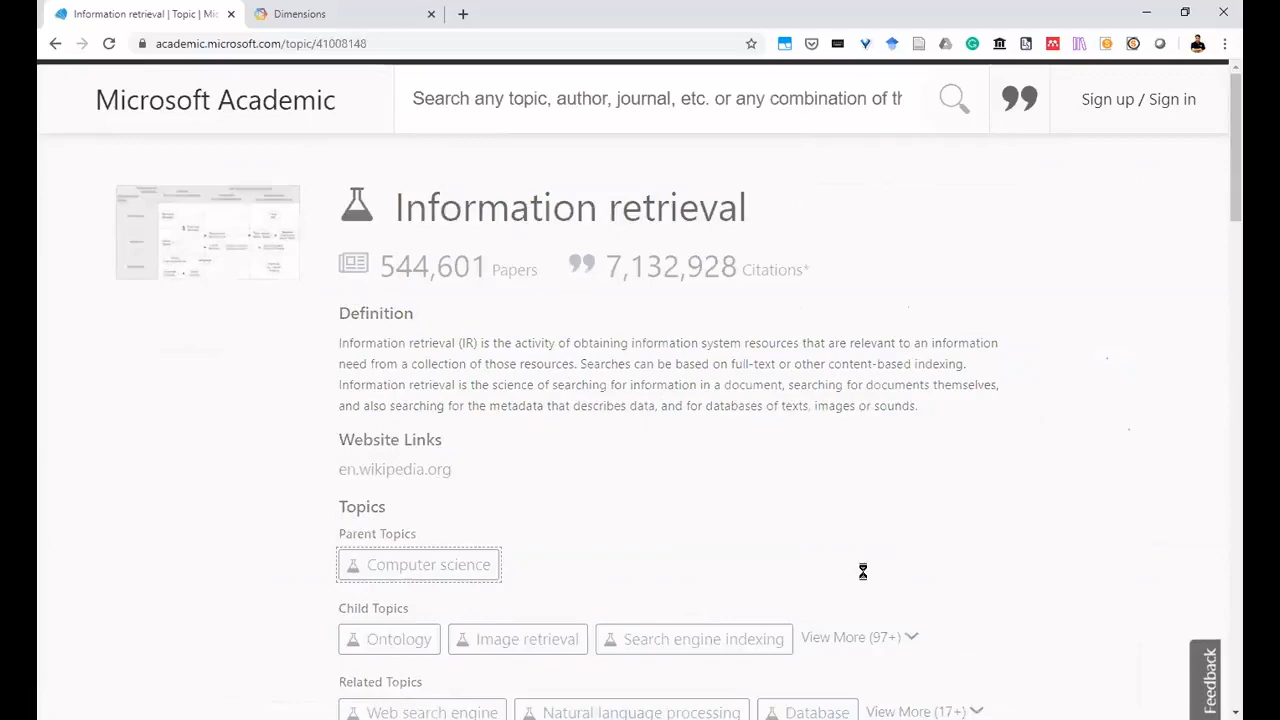 Information retrieval | Topic | Mic
Dimensions
academic.microsoft.com/topic/41008148
Microsoft Academic
Search any topic, author, journal, etc. or any combination of th
Sign up / Sign in
Information retrieval
544,601 Papers
7,132,928 Citations*
Definition
Information retrieval (IR) is the activity of obtaining information system resources that are relevant to an information
need from a collection of those resources. Searches can be based on full-text or other content-based indexing.
Information retrieval is the science of searching for information in a document, searching for documents themselves,
and also searching for the metadata that describes data, and for databases of texts, images or sounds.
Website Links
en.wikipedia.org
Topics
Parent Topics
Computer science
Child Topics
Ontology
Image retrieval
Search engine indexing
View More (97+)
Related Topics
Web search engine
Natural language processing
Database
View More (17+)
Feedback